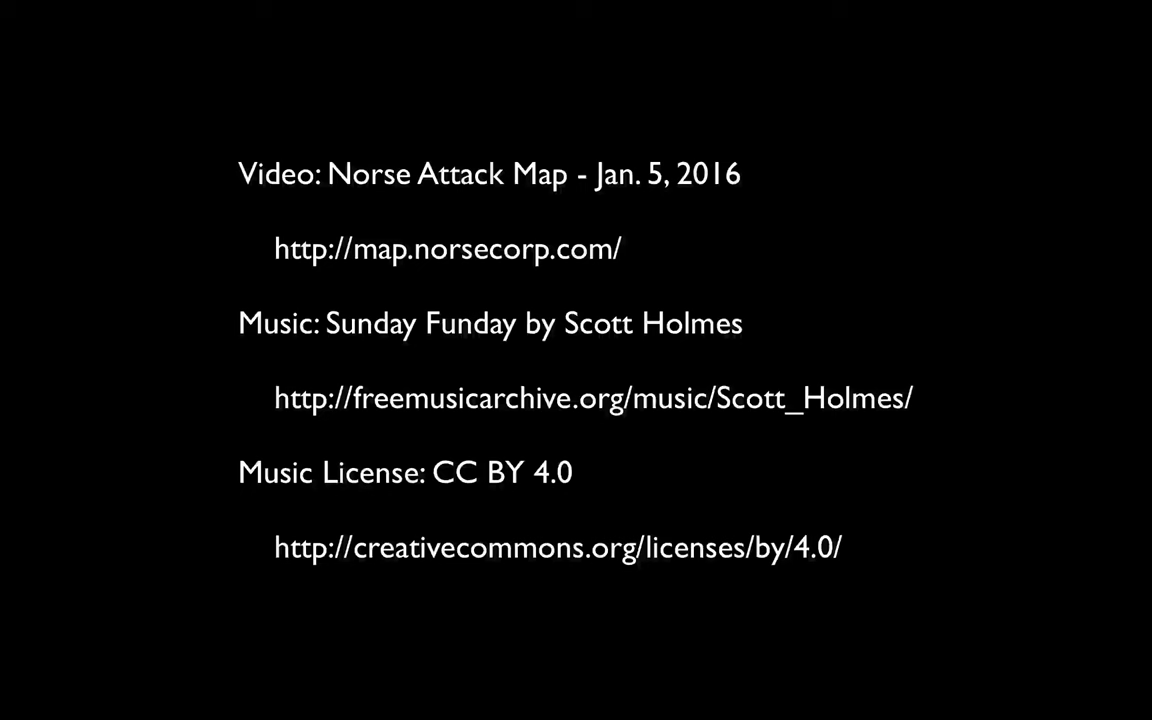 Video: Norse Attack Map - Jan. 5, 2016
http://map.norsecorp.com/
Music: Sunday Funday by Scott Holmes
http://freemusicarchive.org/music/Scott_Holmes/
Music License: CC BY 4.0
http://creativecommons.org/licenses/by/4.0/